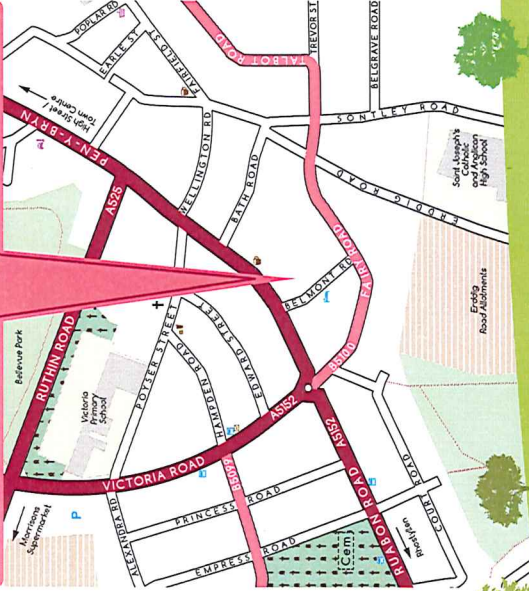 POPLAR RD
EARLE ST
FAIRFIELD ST
TALBOT ROAD
TREVOR ST
BELGRAVE ROAD
High Street /
Town Centre
PEN-Y-BRYN
WELLINGTON RD
BATH ROAD
SONTLEY ROAD
ERDDIG ROAD
Saint Joseph's
Catholic
and Anglican
High School
A525
Bellevue Park
RUTHIN ROAD
Victoria
Primary
School
POYSER STREET
EDWARD STREET
HAMPDEN ROAD
BELMONT RD
FAIRY ROAD
B5100
Erddig
Road Allotments
A5152
VICTORIA ROAD
B5099
A5152
RUABON ROAD
COURT ROAD
Rhostyllen
Morrisons
Supermarket
P
ALEXANDRA RD
PRINCESS ROAD
EMPRESS ROAD
Cem